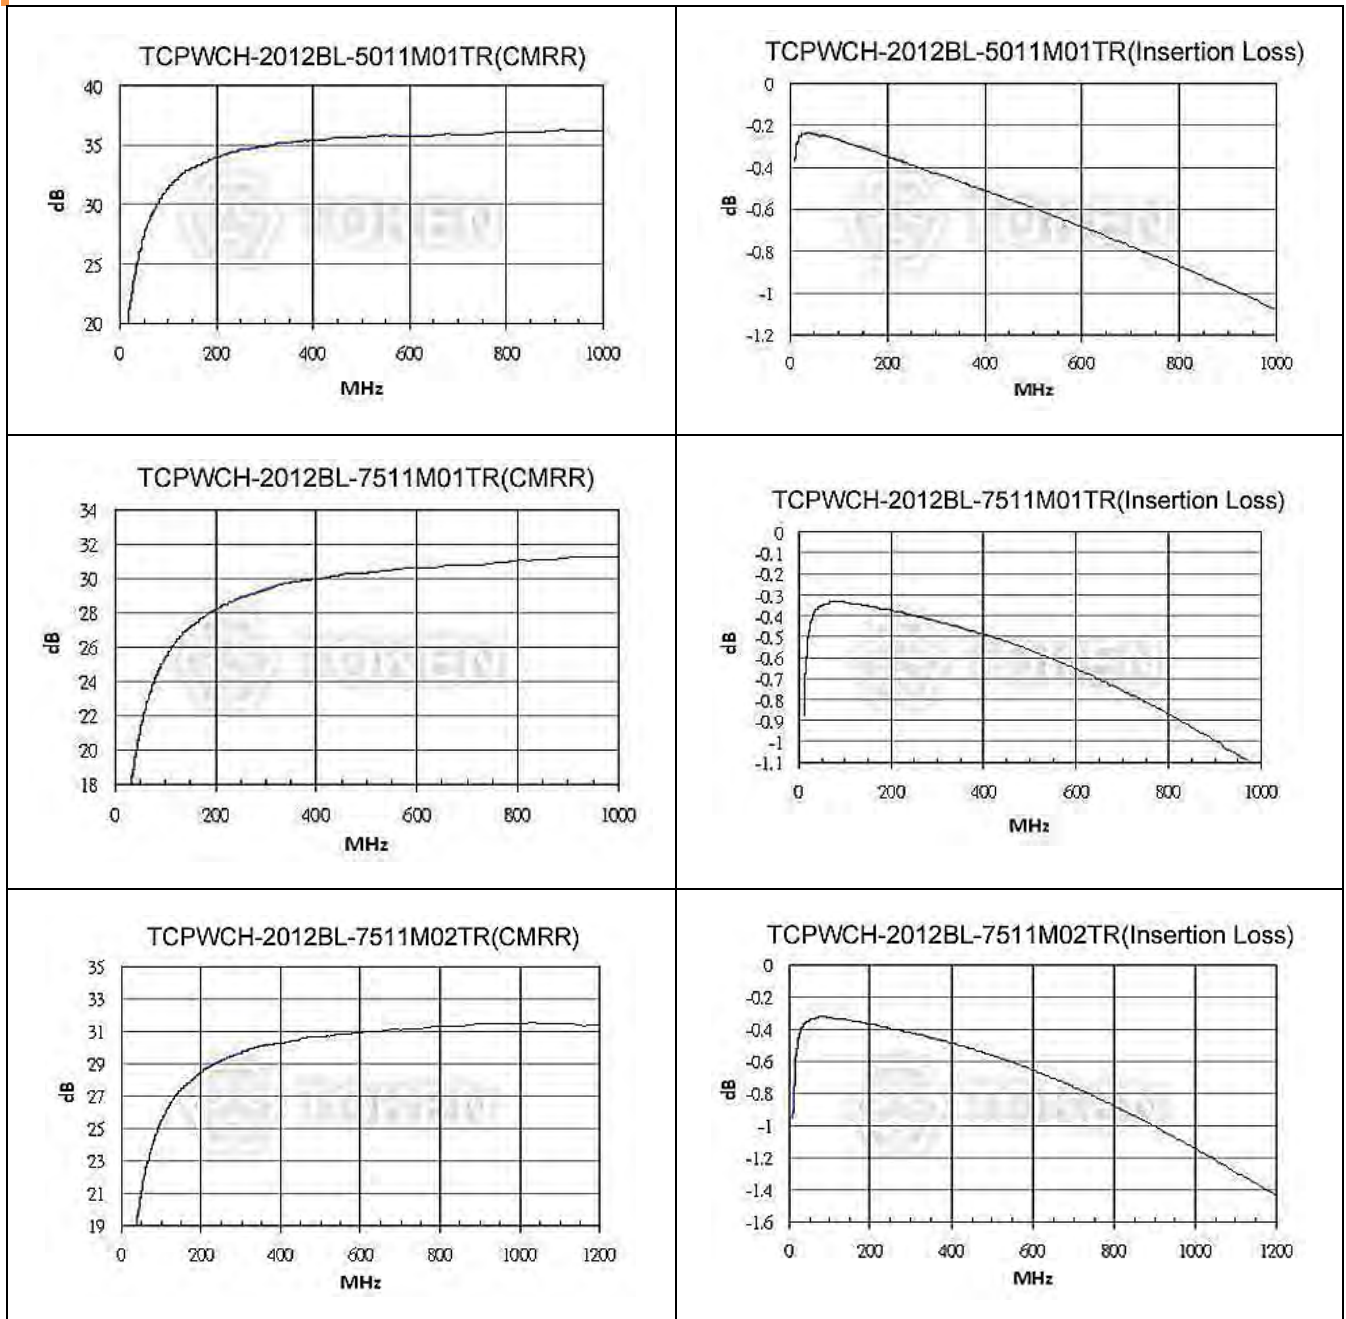 TCPWCH-2012BL-5011M01TR(CMRR)
40
35
30
25
20
dB
0 200 400 600 800 1000
MHz
TCPWCH-2012BL-5011M01TR(Insertion Loss)
0
-0.2
-0.4
-0.6
-0.8
-1
-1.2
dB
0 200 400 600 800 1000
MHz
TCPWCH-2012BL-7511M01TR(CMRR)
34
32
30
28
26
24
22
20
18
dB
0 200 400 600 800 1000
MHz
TCPWCH-2012BL-7511M01TR(Insertion Loss)
0
-0.1
-0.2
-0.3
-0.4
-0.5
-0.6
-0.7
-0.8
-0.9
-1
-1.1
dB
0 200 400 600 800 1000
MHz
TCPWCH-2012BL-7511M02TR(CMRR)
35
33
31
29
27
25
23
21
19
dB
0 200 400 600 800 1000 1200
MHz
TCPWCH-2012BL-7511M02TR(Insertion Loss)
0
-0.2
-0.4
-0.6
-0.8
-1
-1.2
-1.4
-1.6
dB
0 200 400 600 800 1000 1200
MHz